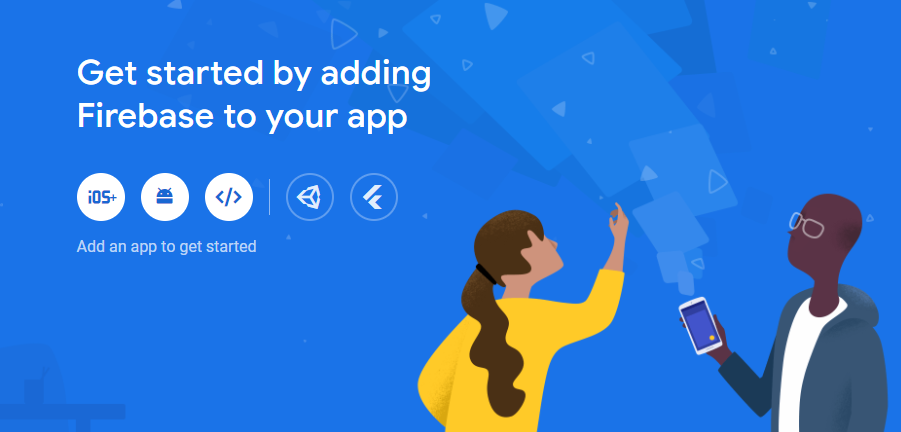 Get started by adding
Firebase to your app
iOS+
Add an app to get started